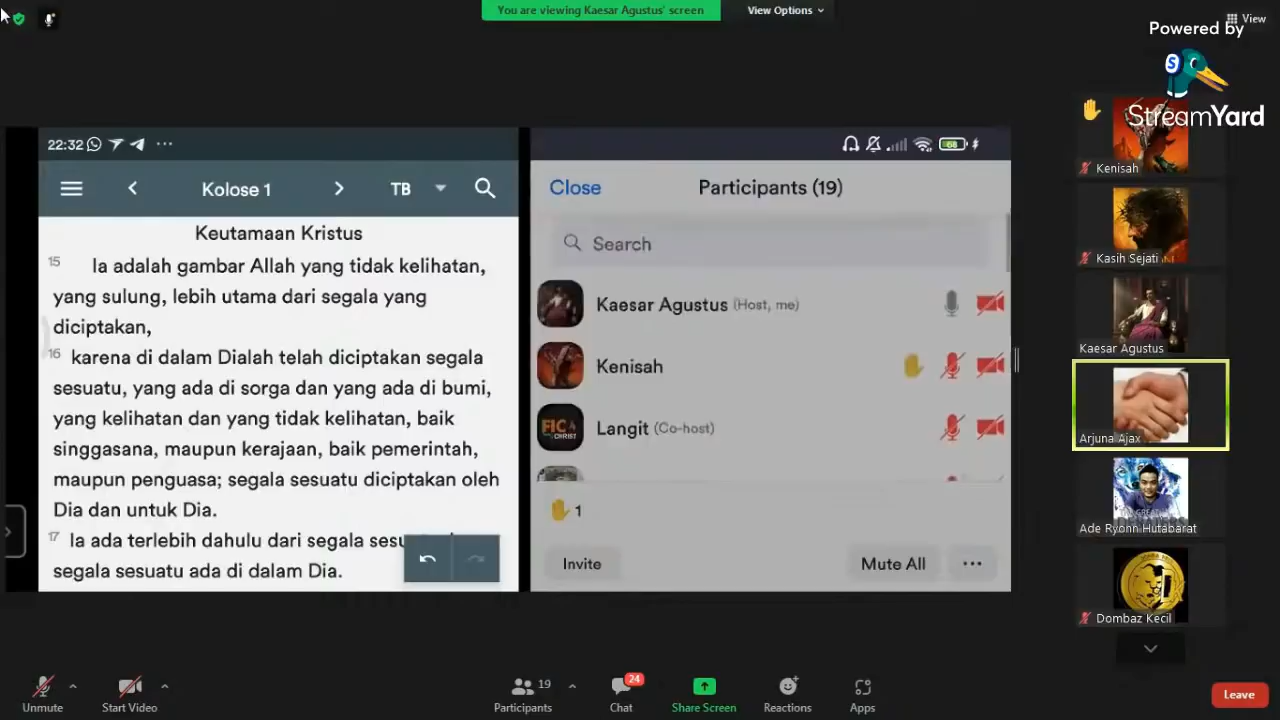 You are viewing Kaesar Agustus' screen
View Options
View
Powered by
StreamYard
22:32
Kolose 1
TB
Keutamaan Kristus
15 Ia adalah gambar Allah yang tidak kelihatan,
yang sulung, lebih utama dari segala yang
diciptakan,
16 karena di dalam Dialah telah diciptakan segala
sesuatu, yang ada di sorga dan yang ada di bumi,
yang kelihatan dan yang tidak kelihatan, baik
singgasana, maupun kerajaan, baik pemerintah,
maupun penguasa; segala sesuatu diciptakan oleh
Dia dan untuk Dia.
17 Ia ada terlebih dahulu dari segala
segala sesuatu ada di dalam Dia.
68
Close
Participants (19)
Search
Kaesar Agustus (Host, me)
Kenisah
FIC
CHRIST
Langit (Co-host)
1
Invite
Mute All
Kenisah
Kasih Sejati
Kaesar Agustus
Arjuna Ajax
Ade Ryonn Hutabarat
Dombaz Kecil
Unmute
Start Video
19
Participants
24
Chat
Share Screen
Reactions
Apps
Leave